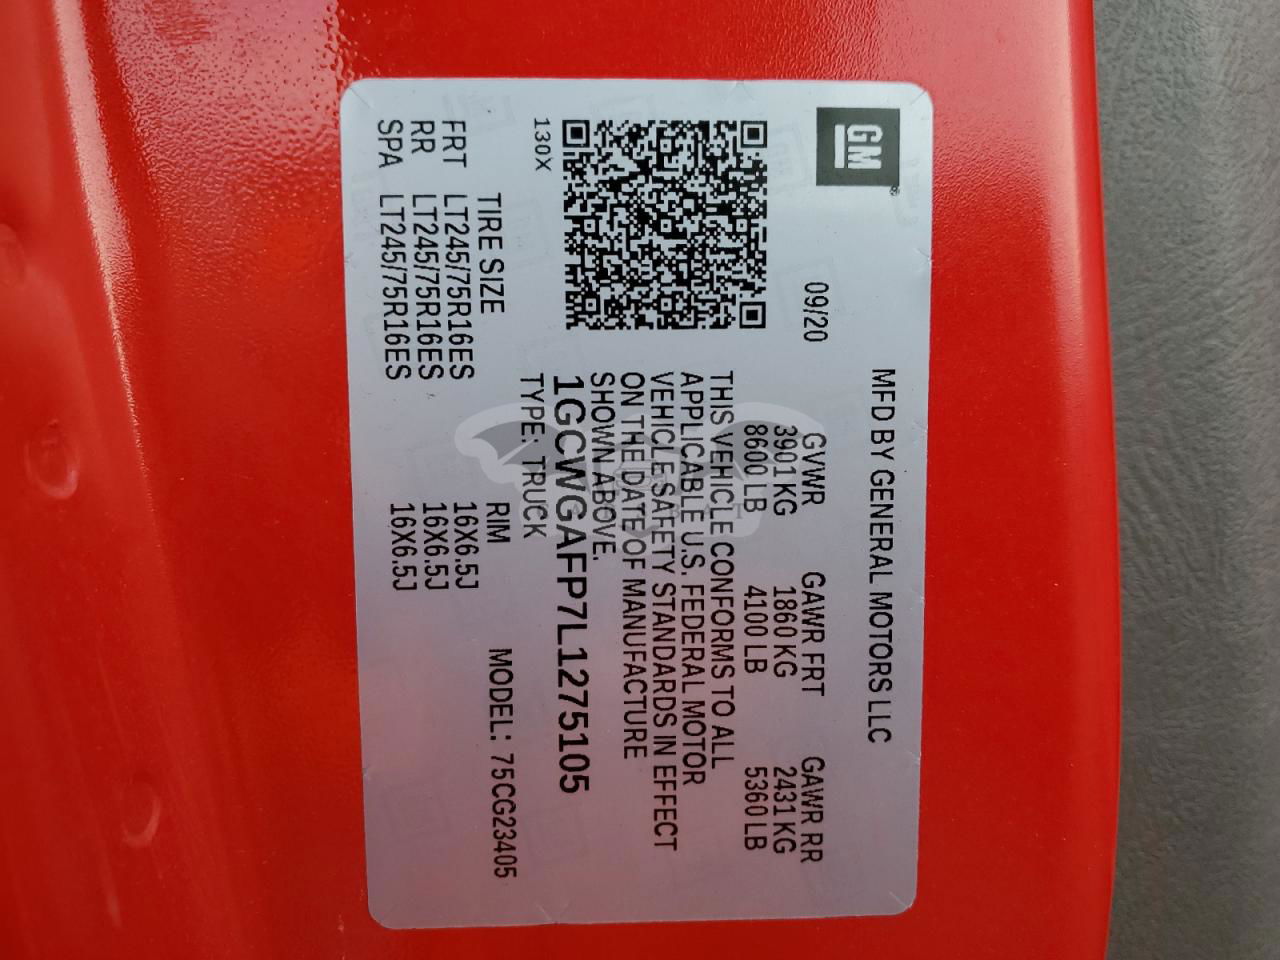 GM
MFD BY GENERAL MOTORS LLC
09/20 GVWR GAWR FRT GAWR RR
3901 KG 1860 KG 2431 KG
8600 LB 4100 LB 5360 LB
THIS VEHICLE CONFORMS TO ALL
APPLICABLE U.S. FEDERAL MOTOR
VEHICLE SAFETY STANDARDS IN EFFECT
ON THE DATE OF MANUFACTURE
SHOWN ABOVE.
1GCWGAFP7L1275105
130X TYPE: TRUCK
TIRE SIZE RIM MODEL: 75CG23405
FRT LT245/75R16ES 16X6.5J
RR LT245/75R16ES 16X6.5J
SPA LT245/75R16ES 16X6.5J